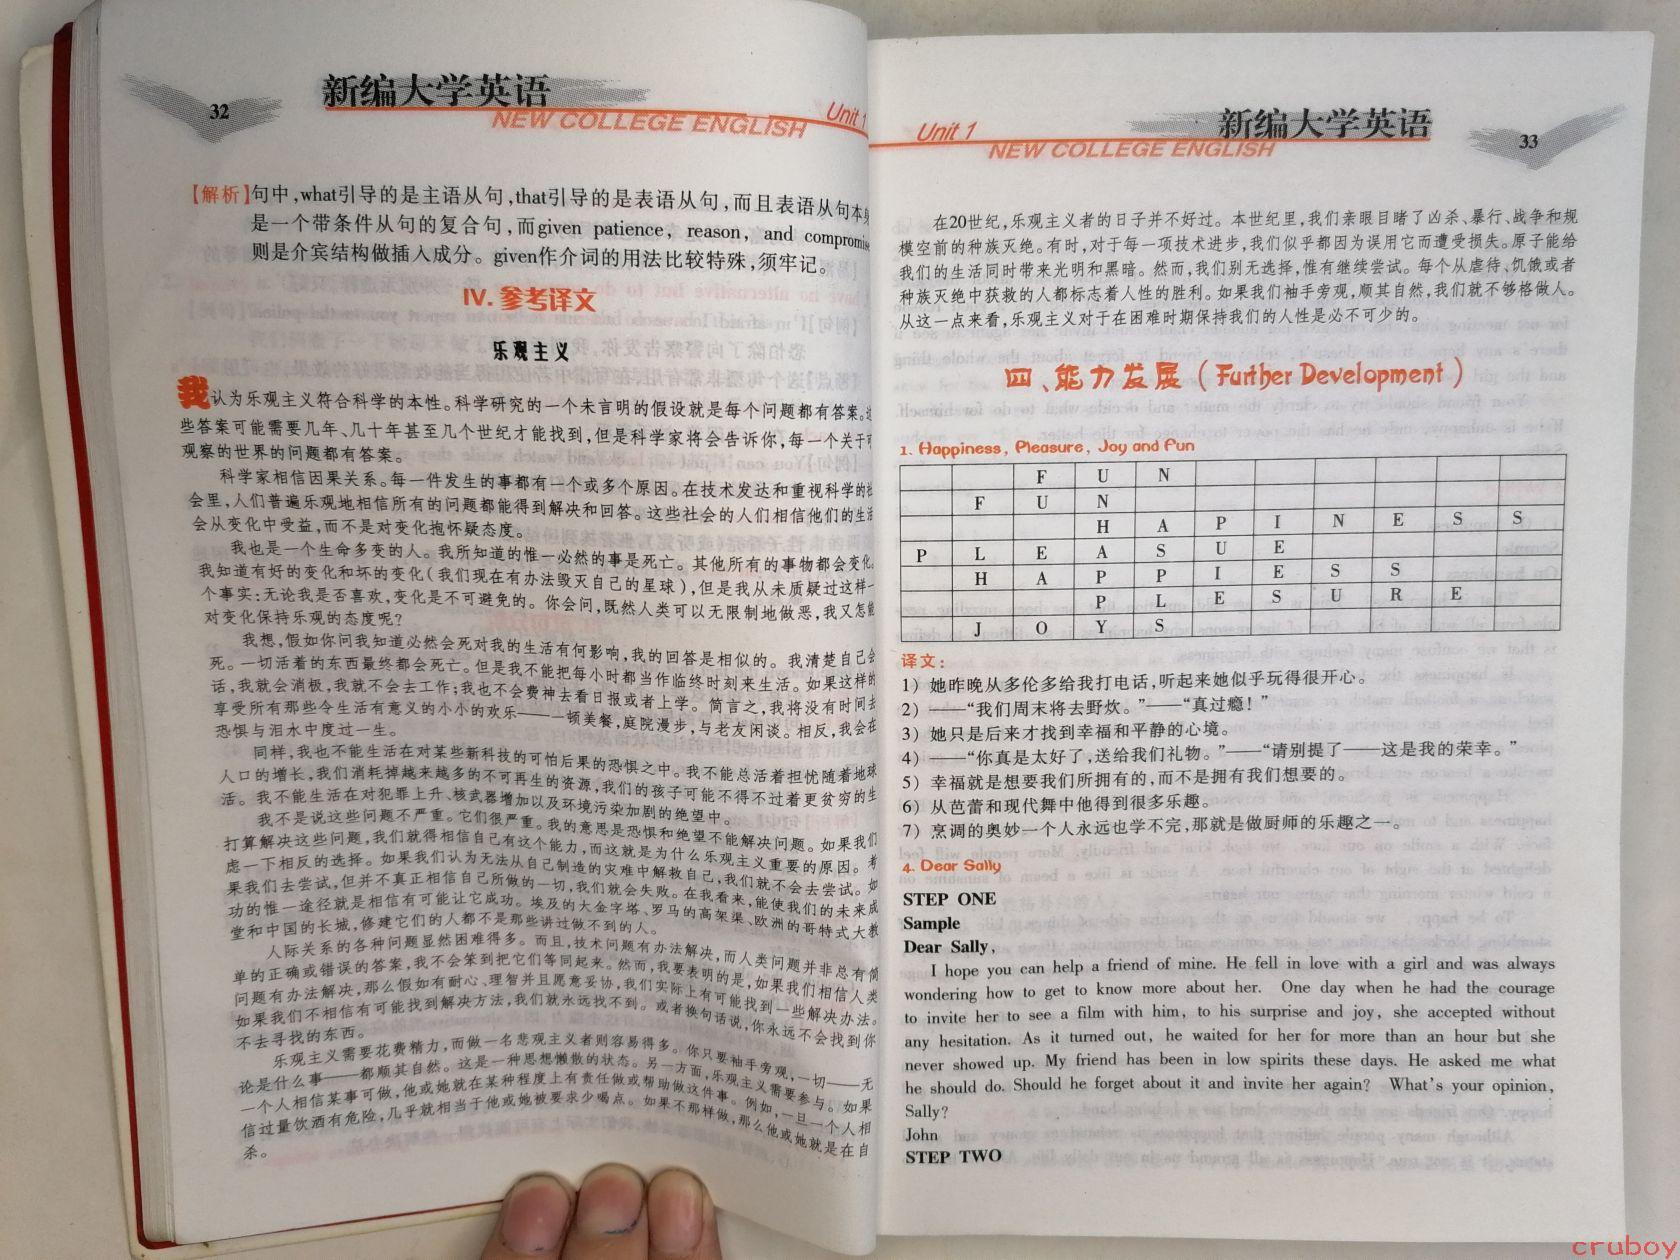 32
新编大学英语
NEW COLLEGE ENGLISH
Unit 1
【解析】句中,what引导的是主语从句,that引导的是表语从句,而且表语从句本身
是一个带条件从句的复合句,而given patience, reason, and compromise
则是介宾结构做插入成分。given作介词的用法比较特殊,须牢记。
IV. 参考译文
乐观主义
我认为乐观主义符合科学的本性。科学研究的一个未言明的假设就是每个问题都有答案。这
些答案可能需要几年、几十年甚至几个世纪才能找到,但是科学家将会告诉你,每一个关于可
观察的世界的问题都有答案。
科学家相信因果关系。每一件发生的事都有一个或多个原因。在技术发达和重视科学的社
会里,人们普遍乐观地相信所有的问题都能得到解决和回答。这些社会的人们相信他们的生活
会从变化中受益,而不是对变化抱怀疑态度。
我也是一个生命多变的人。我所知道的惟一必然的事是死亡。其他所有的事物都会变化。
我知道有好的变化和坏的变化(我们现在有办法毁灭自己的星球),但是我从未质疑过这样一
个事实:无论我是否喜欢,变化是不可避免的。你会问,既然人类可以无限制地做恶,我又怎能
对变化保持乐观的态度呢?
我想,假如你问我知道必然会死对我的生活有何影响,我的回答是相似的。我清楚自己会
死。一切活着的东西最终都会死亡。但是我不能把每小时都当作临终时刻来生活。如果这样的
话,我就会消极,我就不会去工作;我也不会费神去看日报或者上学。简言之,我将没有时间去
享受所有那些令生活有意义的小小的欢乐——一顿美餐,庭院漫步,与老友闲谈。相反,我会在
恐惧与泪水中度过一生。
同样,我也不能生活在对某些新科技的可怕后果的恐惧之中。我不能总活着担忧随着地球
人口的增长,我们消耗掉越来越多的不可再生的资源,我们的孩子可能不得不过着更贫穷的生
活。我不能生活在对犯罪上升、核武器增加以及环境污染加剧的绝望中。
我不是说这些问题不严重。它们很严重。我的意思是恐惧和绝望不能解决问题。如果我们
打算解决这些问题,我们就得相信自己有这个能力,而这就是为什么乐观主义重要的原因。考
虑一下相反的选择。如果我们认为无法从自己制造的灾难中解救自己,我们就不会去尝试。如
果我们去尝试,但并不真正相信自己所做的一切,我们就会失败。在我看来,能使我们的未来成
功的惟一途径就是相信有可能让它成功。埃及的大金字塔、罗马的高架渠、欧洲的哥特式大教
堂和中国的长城,修建它们的人都不是那些讲过做不到的人。
人际关系的各种问题显然困难得多。而且,技术问题有办法解决,而人类问题并非总有简
单的正确或错误的答案,我不会笨到把它们等同起来。然而,我要表明的是,如果我们相信人类
问题有办法解决,那么假如有耐心、理智并且愿意妥协,我们实际上有可能找到一些解决办法。
如果我们不相信有可能找到解决方法,我们就永远找不到。或者换句话说,你永远不会找到你
不去寻找的东西。
乐观主义需要花费精力,而做一名悲观主义者则容易得多。你只要袖手旁观,一切——无
论是什么事——都顺其自然。这是一种思想懒散的状态。另一方面,乐观主义需要参与。如果
一个人相信某事可做,他或她就在某种程度上有责任做或帮助做这件事。例如,一旦一个人相
信过量饮酒有危险,几乎就相当于他或她被要求少喝点。如果不那样做,那么他或她就是在自
杀。
Unit 1
新编大学英语
NEW COLLEGE ENGLISH
33
在20世纪,乐观主义者的日子并不好过。本世纪里,我们亲眼目睹了凶杀、暴行、战争和规
模空前的种族灭绝。有时,对于每一项技术进步,我们似乎都因为误用它而遭受损失。原子能给
我们的生活同时带来光明和黑暗。然而,我们别无选择,惟有继续尝试。每个从虐待、饥饿或者
种族灭绝中获救的人都标志着人性的胜利。如果我们袖手旁观,顺其自然,我们就不够格做人。
从这一点来看,乐观主义对于在困难时期保持我们的人性是必不可少的。
四、能力发展(Further Development)
1. Happiness, Pleasure, Joy and Fun
F U N
F U N
H A P I N E S S
P L E A S U E
H A P P I E S S
P L E S U R E
J O Y S
译文:
1) 她昨晚从多伦多给我打电话,听起来她似乎玩得很开心。
2) ——“我们周末将去野炊。”——“真过瘾!”
3) 她只是后来才找到幸福和平静的心境。
4) ——“你真是太好了,送给我们礼物。”——“请别提了——这是我的荣幸。”
5) 幸福就是想要我们所拥有的,而不是拥有我们想要的。
6) 从芭蕾和现代舞中他得到很多乐趣。
7) 烹调的奥妙一个人永远也学不完,那就是做厨师的乐趣之一。
4. Dear Sally
STEP ONE
Sample
Dear Sally,
I hope you can help a friend of mine. He fell in love with a girl and was always
wondering how to get to know more about her. One day when he had the courage
to invite her to see a film with him, to his surprise and joy, she accepted without
any hesitation. As it turned out, he waited for her for more than an hour but she
never showed up. My friend has been in low spirits these days. He asked me what
he should do. Should he forget about it and invite her again? What's your opinion,
Sally?
John
STEP TWO
cruboy